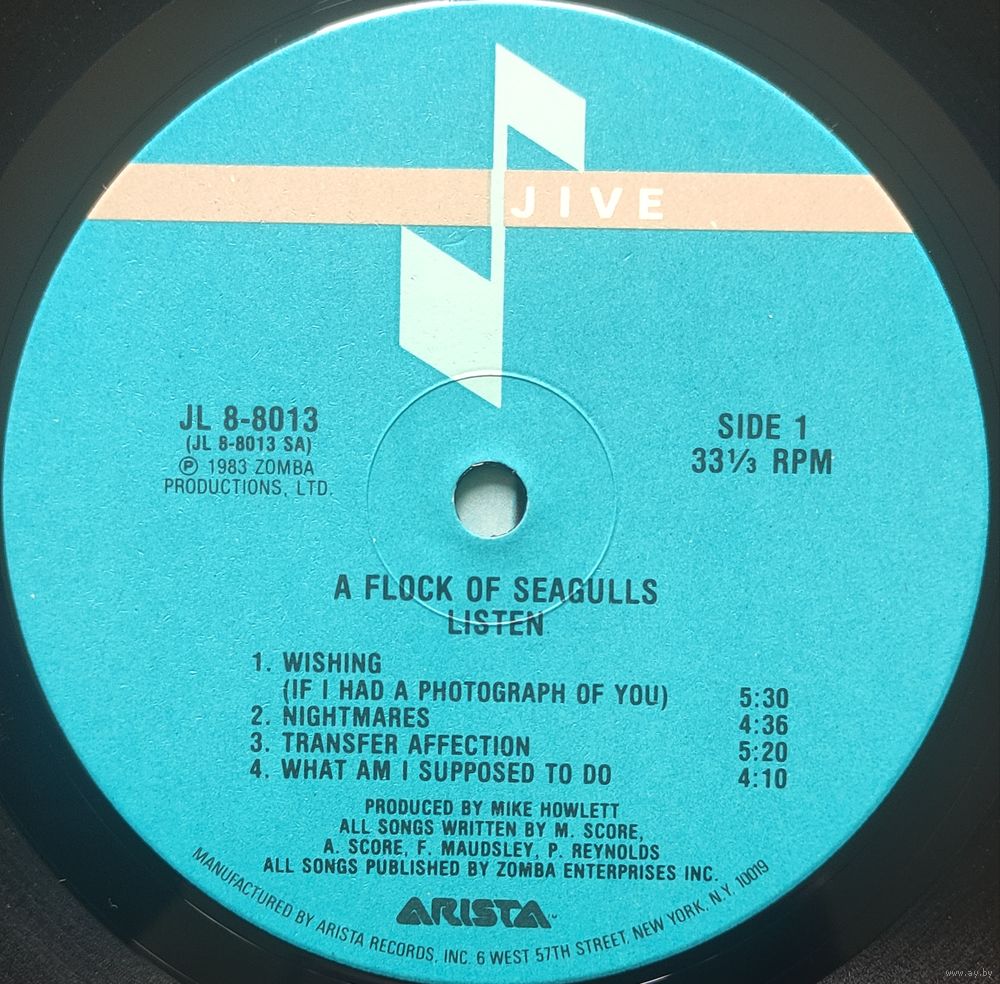 JIVE
JL 8-8013
(JL 8-8013 SA)
℗ 1983 ZOMBA
PRODUCTIONS, LTD.
SIDE 1
33⅓ RPM
A FLOCK OF SEAGULLS
LISTEN
1. WISHING
(IF I HAD A PHOTOGRAPH OF YOU) 5:30
2. NIGHTMARES 4:36
3. TRANSFER AFFECTION 5:20
4. WHAT AM I SUPPOSED TO DO 4:10
PRODUCED BY MIKE HOWLETT
ALL SONGS WRITTEN BY M. SCORE,
A. SCORE, F. MAUDSLEY, P. REYNOLDS
ALL SONGS PUBLISHED BY ZOMBA ENTERPRISES INC.
ARISTA™
MANUFACTURED BY ARISTA RECORDS, INC. 6 WEST 57TH STREET, NEW YORK, N.Y. 10019
www.ay.by